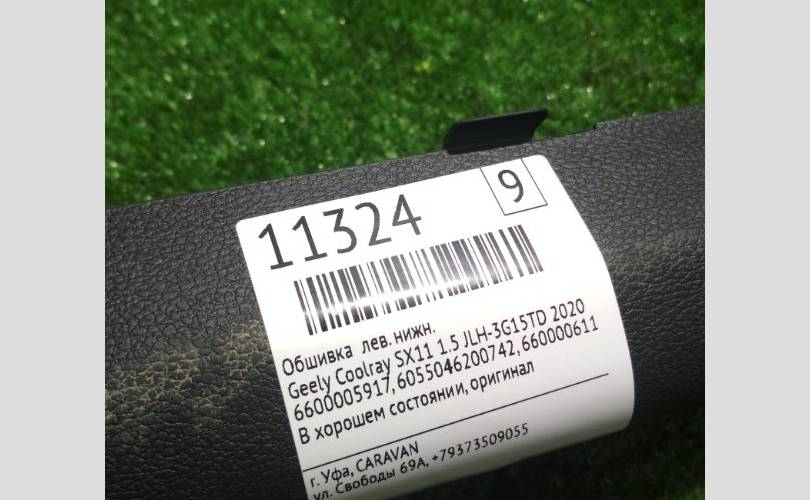 9
11324
Обшивка лев. нижн.
Geely Coolray SX11 1.5 JLH-3G15TD 2020
6600005917, 6055046200742, 660000611
В хорошем состоянии, оригинал
г. Уфа, CARAVAN
ул. Свободы 69А, +79373509055